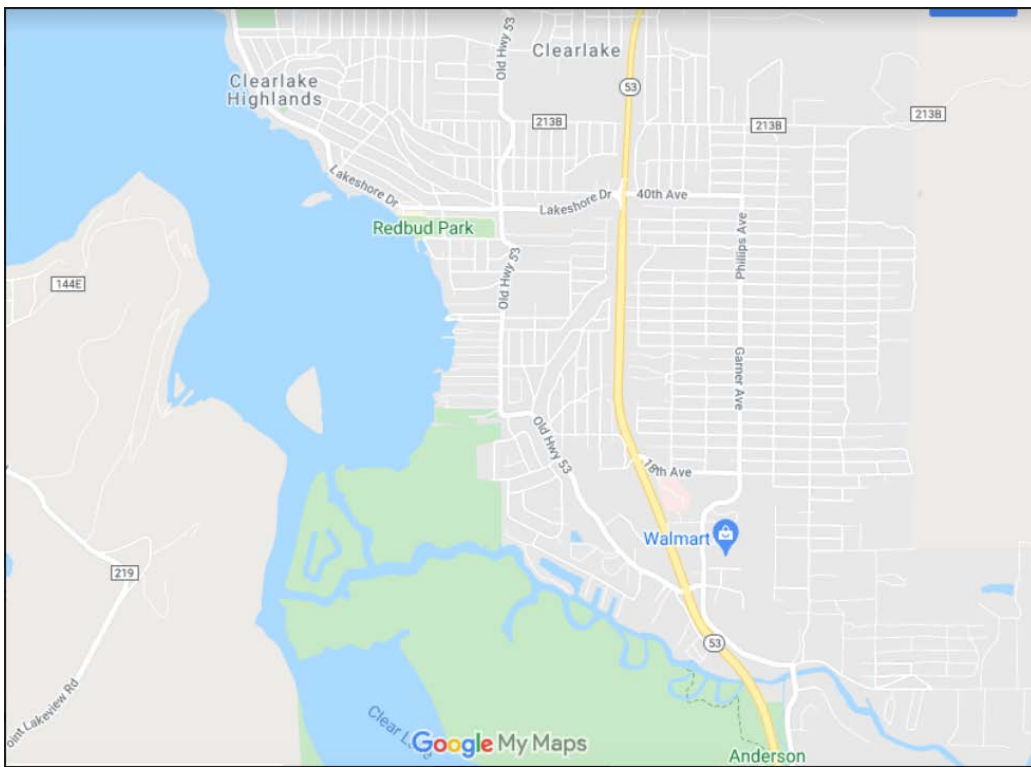 Clearlake
Old Hwy 53
53
Clearlake
Highlands
213B
213B
213B
Lakeshore Dr
Lakeshore Dr
40th Ave
Redbud Park
Philips Ave
Old Hwy 53
144E
Garner Ave
Old Hwy 53
18th Ave
Walmart
219
53
oint Lakeview Rd
Clear L
Google My Maps
Anderson